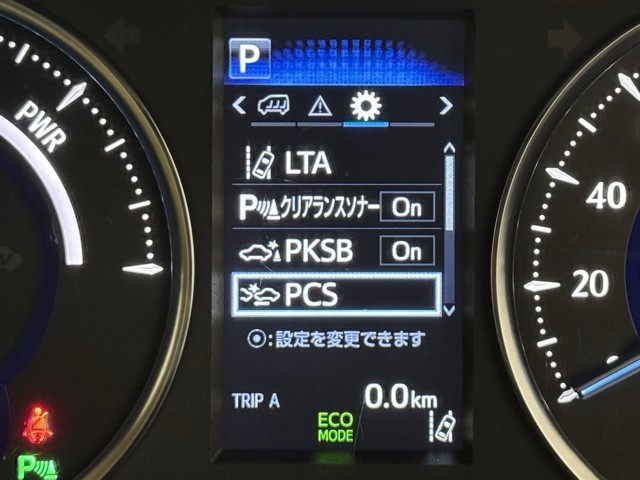 P
PWR
LTA
Pクリアランスソナー On
PKSB On
PCS
:設定を変更できます
40
20
TRIP A 0.0km
ECO
MODE
P